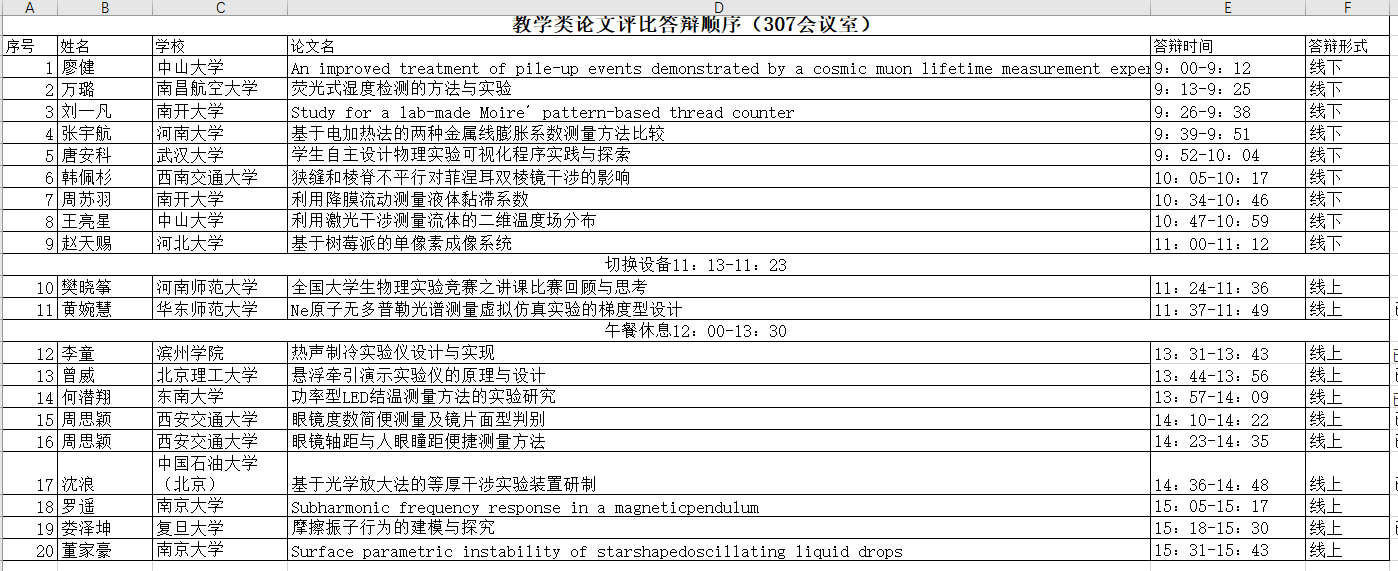 A B C D E F
教学类论文评比答辩顺序（307会议室）
序号 姓名 学校 论文名 答辩时间 答辩形式
1 廖健 中山大学 An improved treatment of pile-up events demonstrated by a cosmic muon lifetime measurement exper 9：00-9：12 线下
2 万璐 南昌航空大学 荧光式湿度检测的方法与实验 9：13-9：25 线下
3 刘一凡 南开大学 Study for a lab-made Moire′ pattern-based thread counter 9：26-9：38 线下
4 张宇航 河南大学 基于电加热法的两种金属线膨胀系数测量方法比较 9：39-9：51 线下
5 唐安科 武汉大学 学生自主设计物理实验可视化程序实践与探索 9：52-10：04 线下
6 韩佩杉 西南交通大学 狭缝和棱脊不平行对菲涅耳双棱镜干涉的影响 10：05-10：17 线下
7 周苏羽 南开大学 利用降膜流动测量液体黏滞系数 10：34-10：46 线下
8 王亮星 中山大学 利用激光干涉测量流体的二维温度场分布 10：47-10：59 线下
9 赵天赐 河北大学 基于树莓派的单像素成像系统 11：00-11：12 线下
切换设备11：13-11：23
10 樊晓筝 河南师范大学 全国大学生物理实验竞赛之讲课比赛回顾与思考 11：24-11：36 线上
11 黄婉慧 华东师范大学 Ne原子无多普勒光谱测量虚拟仿真实验的梯度型设计 11：37-11：49 线上
午餐休息12：00-13：30
12 李童 滨州学院 热声制冷实验仪设计与实现 13：31-13：43 线上
13 曾威 北京理工大学 悬浮牵引演示实验仪的原理与设计 13：44-13：56 线上
14 何潜翔 东南大学 功率型LED结温测量方法的实验研究 13：57-14：09 线上
15 周思颖 西安交通大学 眼镜度数简便测量及镜片面型判别 14：10-14：22 线上
16 周思颖 西安交通大学 眼镜轴距与人眼瞳距便捷测量方法 14：23-14：35 线上
中国石油大学
17 沈浪 （北京） 基于光学放大法的等厚干涉实验装置研制 14：36-14：48 线上
18 罗遥 南京大学 Subharmonic frequency response in a magneticpendulum 15：05-15：17 线上
19 娄泽坤 复旦大学 摩擦振子行为的建模与探究 15：18-15：30 线上
20 董家豪 南京大学 Surface parametric instability of starshapedoscillating liquid drops 15：31-15：43 线上